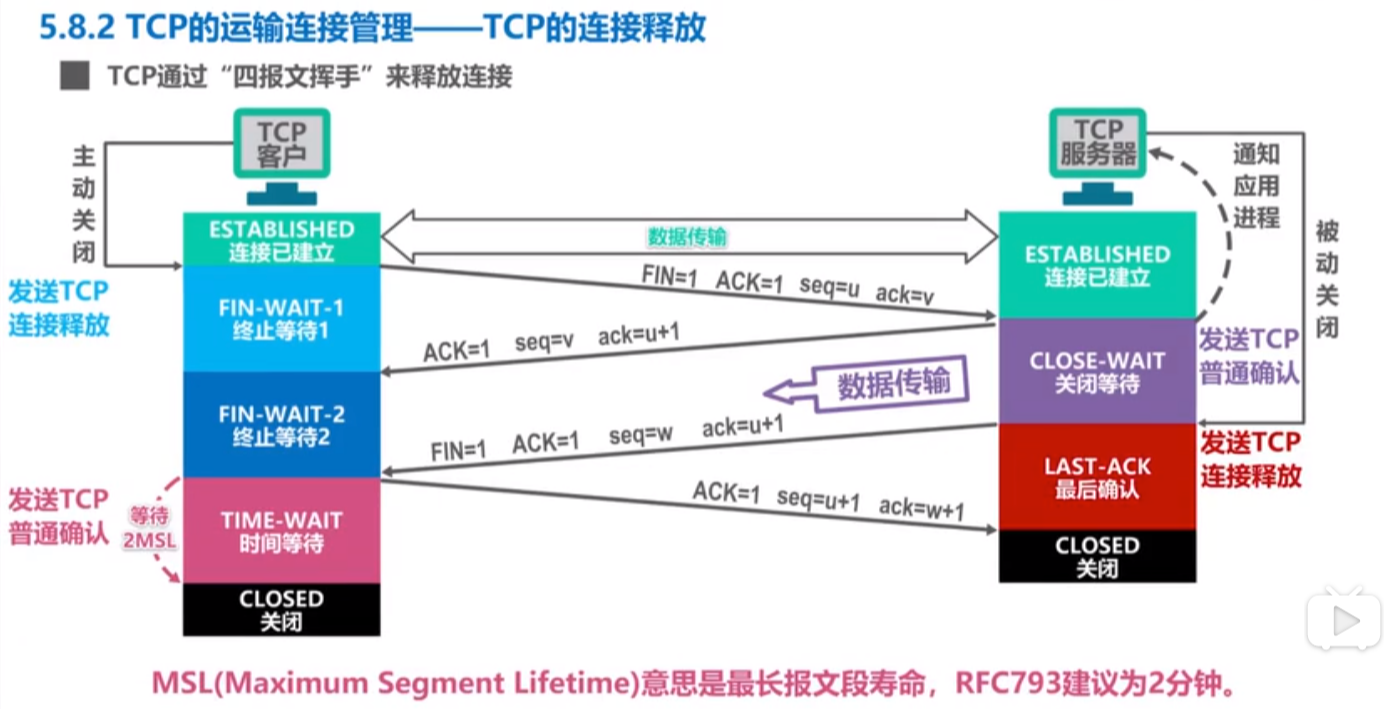 5.8.2 TCP的运输连接管理——TCP的连接释放
TCP通过“四报文挥手”来释放连接
TCP
客户
TCP
服务器
主
动
关
闭
通知
应用
进程
被
动
关
闭
ESTABLISHED
连接已建立
数据传输
ESTABLISHED
连接已建立
FIN=1 ACK=1 seq=u ack=v
发送TCP
连接释放
FIN-WAIT-1
终止等待1
ACK=1 seq=v ack=u+1
CLOSE-WAIT
关闭等待
发送TCP
普通确认
数据传输
FIN-WAIT-2
终止等待2
FIN=1 ACK=1 seq=w ack=u+1
LAST-ACK
最后确认
发送TCP
连接释放
ACK=1 seq=u+1 ack=w+1
发送TCP
普通确认
等待
2MSL
TIME-WAIT
时间等待
CLOSED
关闭
CLOSED
关闭
MSL(Maximum Segment Lifetime)意思是最长报文段寿命，RFC793建议为2分钟。